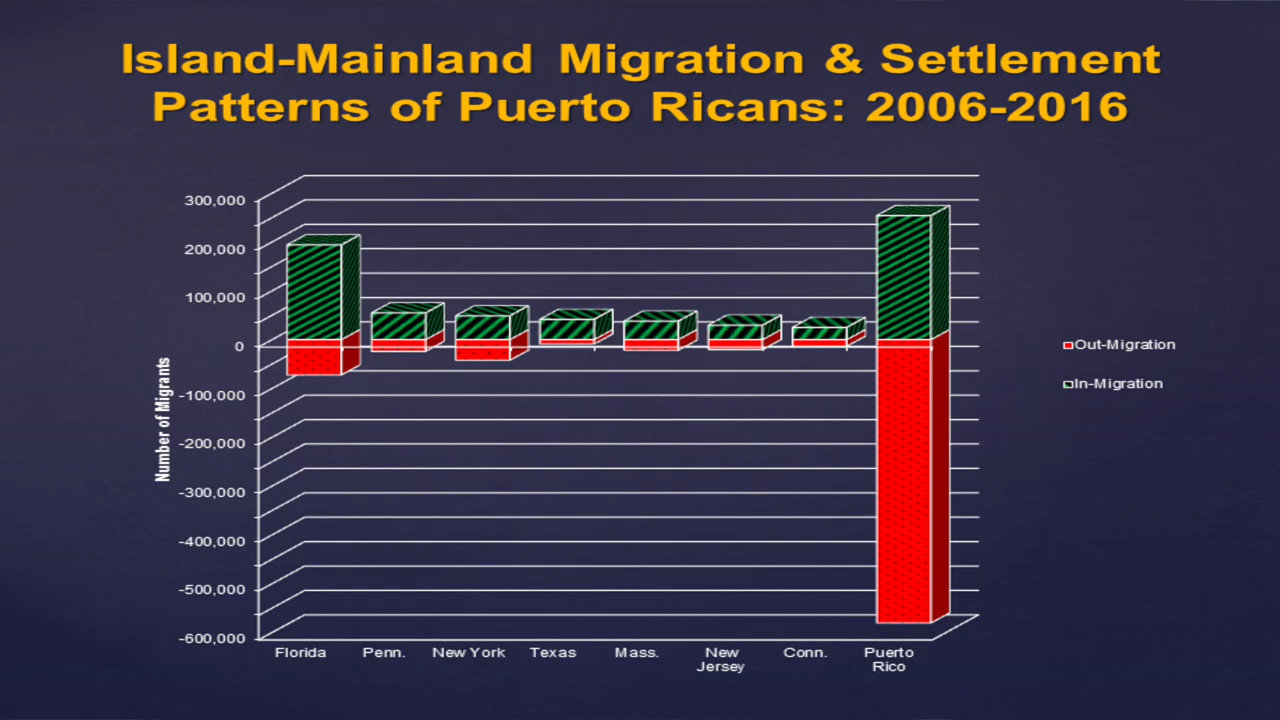 Island-Mainland Migration & Settlement
Patterns of Puerto Ricans: 2006-2016
300,000
200,000
100,000
0
-100,000
-200,000
-300,000
-400,000
-500,000
-600,000
Number of Migrants
Florida
Penn.
New York
Texas
Mass.
New
Jersey
Conn.
Puerto
Rico
Out-Migration
In-Migration